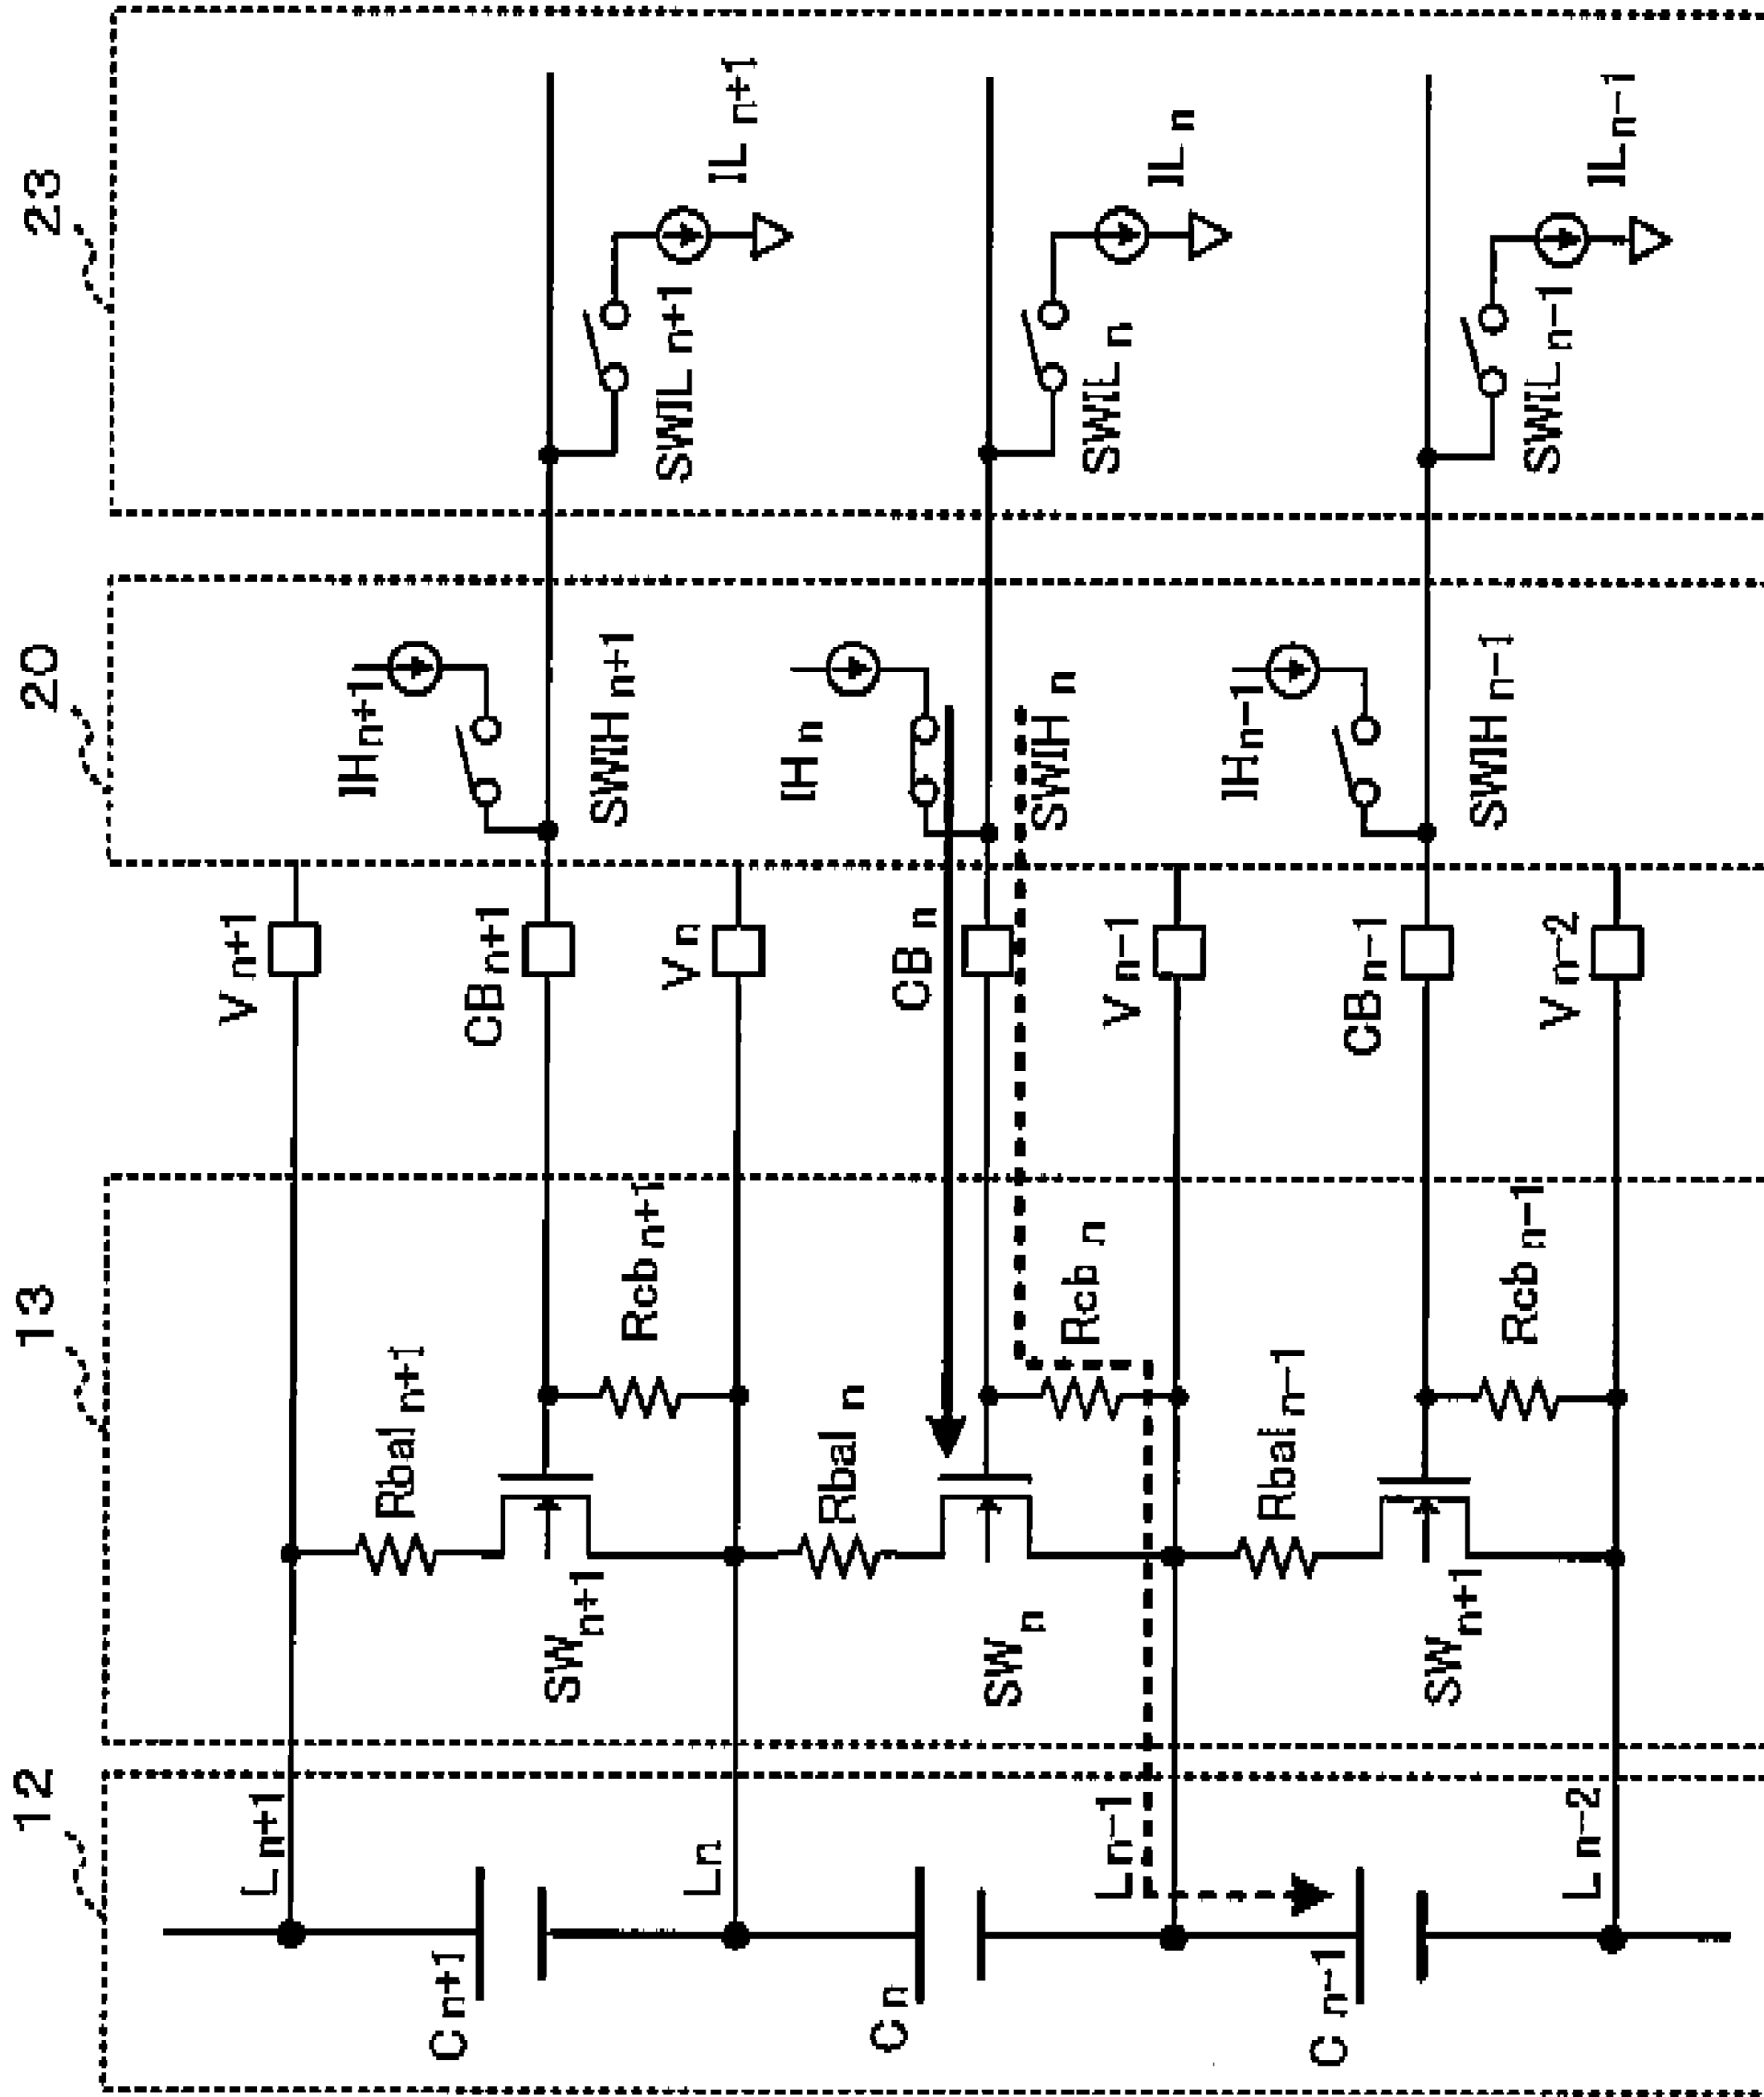 12
13
20
23
L n+1
C n+1
L n
C n
L n-1
C n-1
L n-2
Rbal n+1
SW n+1
Rcb n+1
Rbal n
SW n
Rcb n
Rbal n-1
SW n+1
Rcb n-1
V n+1
CB n+1
V n
CB n
V n-1
CB n-1
V n-2
IH n+1
SWIH n+1
IH n
SWIH n
IH n-1
SWIH n-1
IL n+1
SWIL n+1
IL n
SWIL n
IL n-1
SWIL n-1